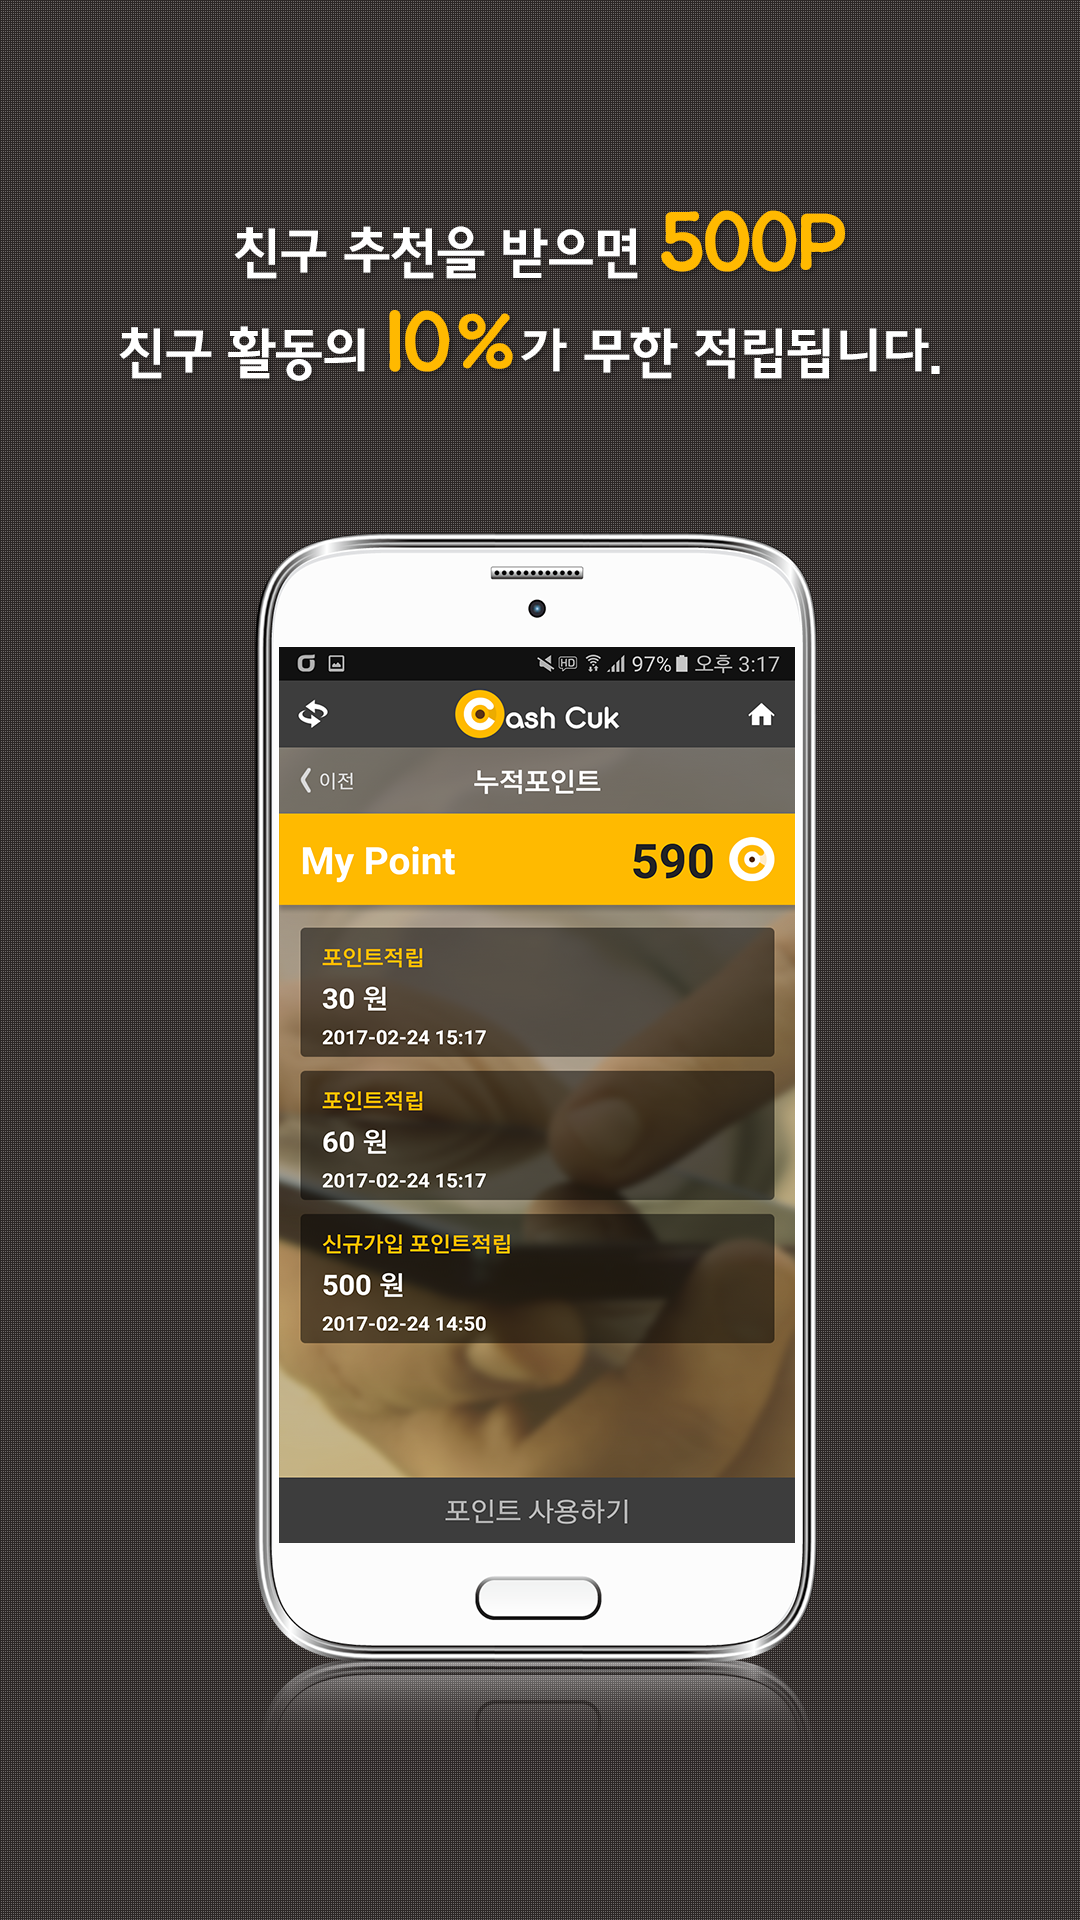 친구 추천을 받으면 500P
친구 활동의 10%가 무한 적립됩니다.
HD 97% 오후 3:17
Cash Cuk
이전 누적포인트
My Point 590
포인트적립
30 원
2017-02-24 15:17
포인트적립
60 원
2017-02-24 15:17
신규가입 포인트적립
500 원
2017-02-24 14:50
포인트 사용하기